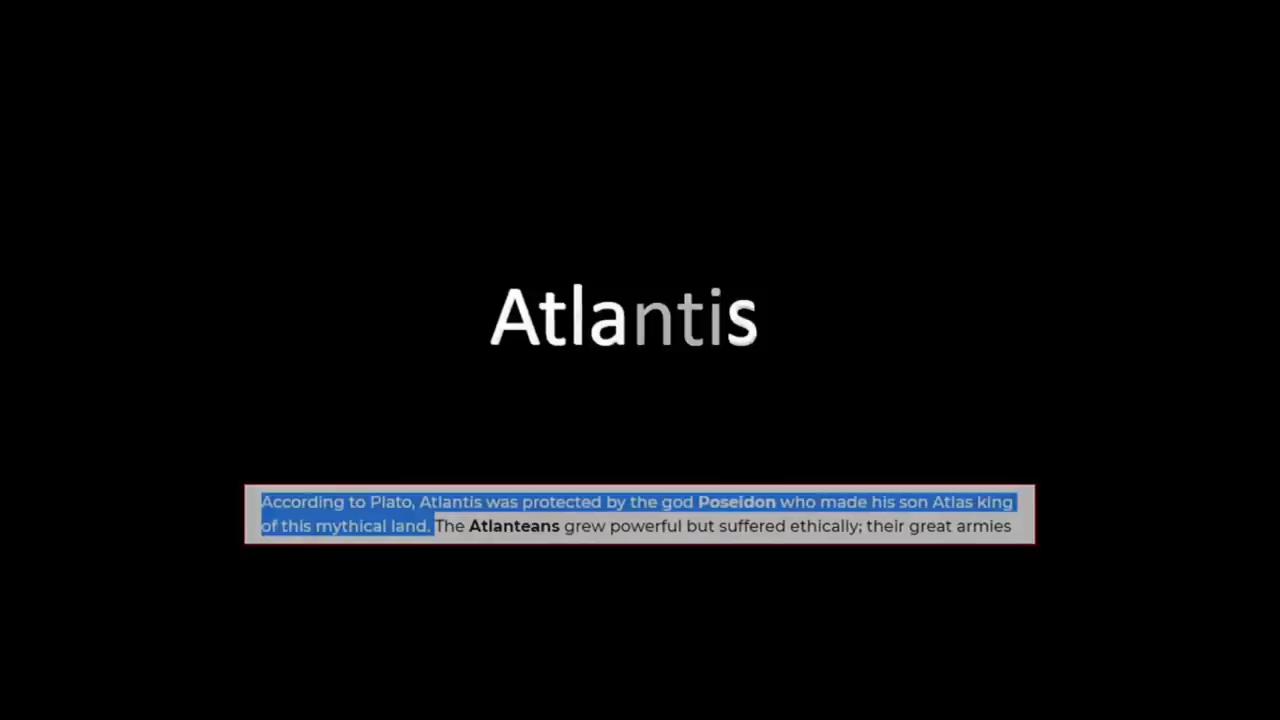 Atlantis
According to Plato, Atlantis was protected by the god Poseidon who made his son Atlas king
of this mythical land. The Atlanteans grew powerful but suffered ethically; their great armies